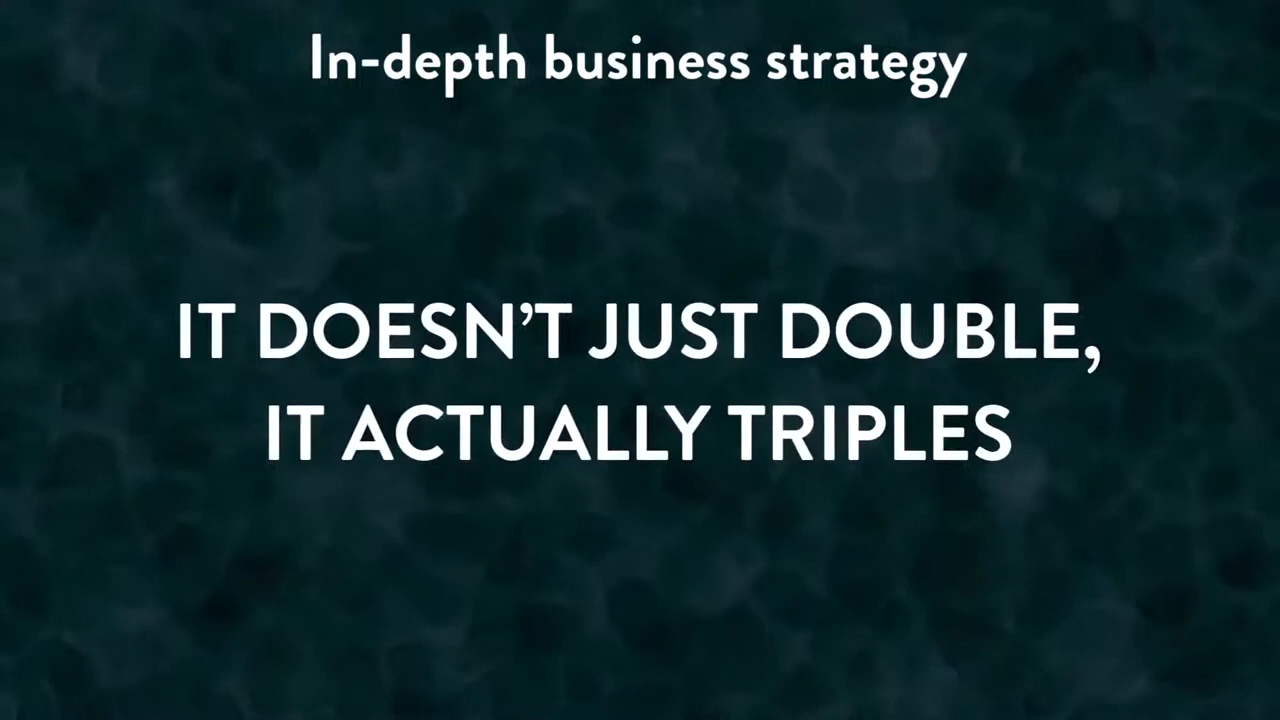 In-depth business strategy
IT DOESN’T JUST DOUBLE,
IT ACTUALLY TRIPLES